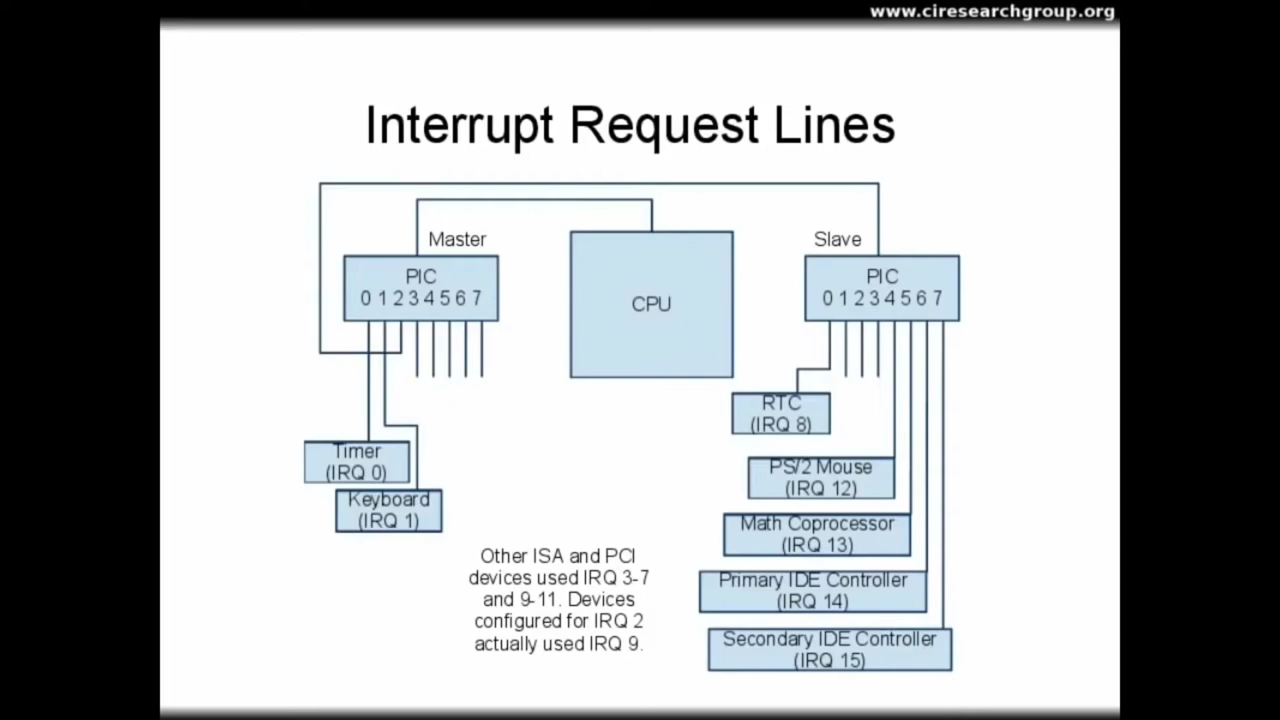 www.ciresearchgroup.org
Interrupt Request Lines
Master
PIC
0 1 2 3 4 5 6 7
CPU
Slave
PIC
0 1 2 3 4 5 6 7
Timer
(IRQ 0)
Keyboard
(IRQ 1)
RTC
(IRQ 8)
PS/2 Mouse
(IRQ 12)
Math Coprocessor
(IRQ 13)
Primary IDE Controller
(IRQ 14)
Secondary IDE Controller
(IRQ 15)
Other ISA and PCI
devices used IRQ 3-7
and 9-11. Devices
configured for IRQ 2
actually used IRQ 9.